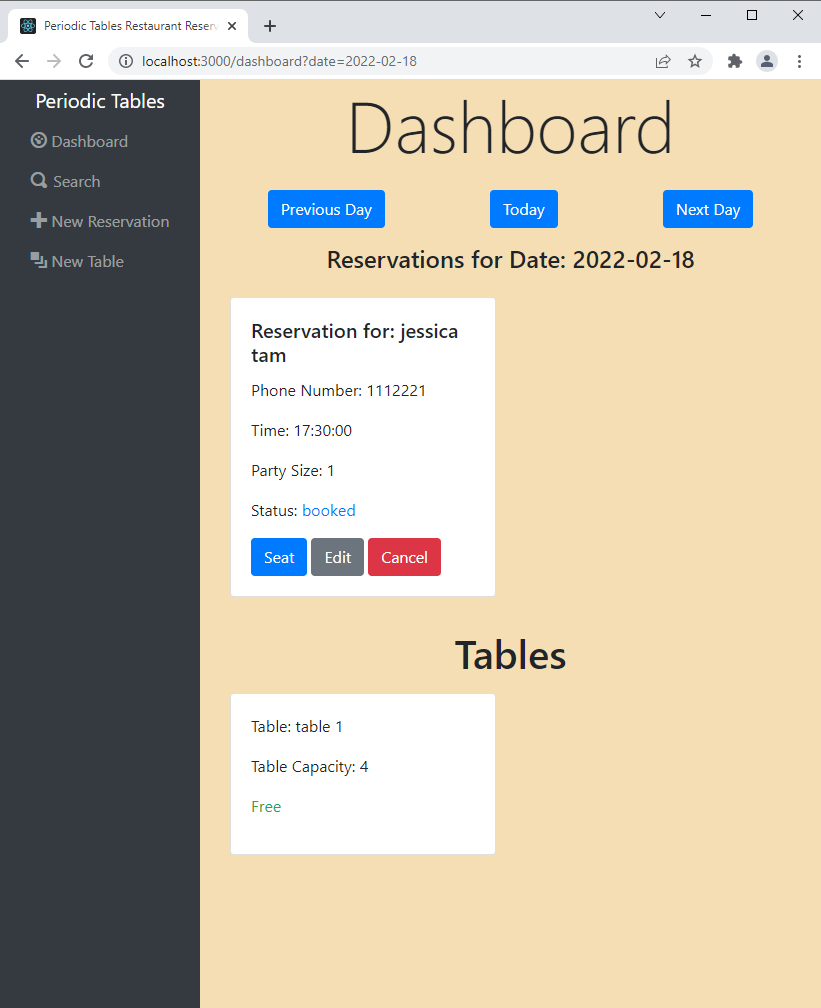 Periodic Tables Restaurant Reser
localhost:3000/dashboard?date=2022-02-18
Periodic Tables
Dashboard
Search
New Reservation
New Table
Dashboard
Previous Day Today Next Day
Reservations for Date: 2022-02-18
Reservation for: jessica
tam
Phone Number: 1112221
Time: 17:30:00
Party Size: 1
Status: booked
Seat Edit Cancel
Tables
Table: table 1
Table Capacity: 4
Free